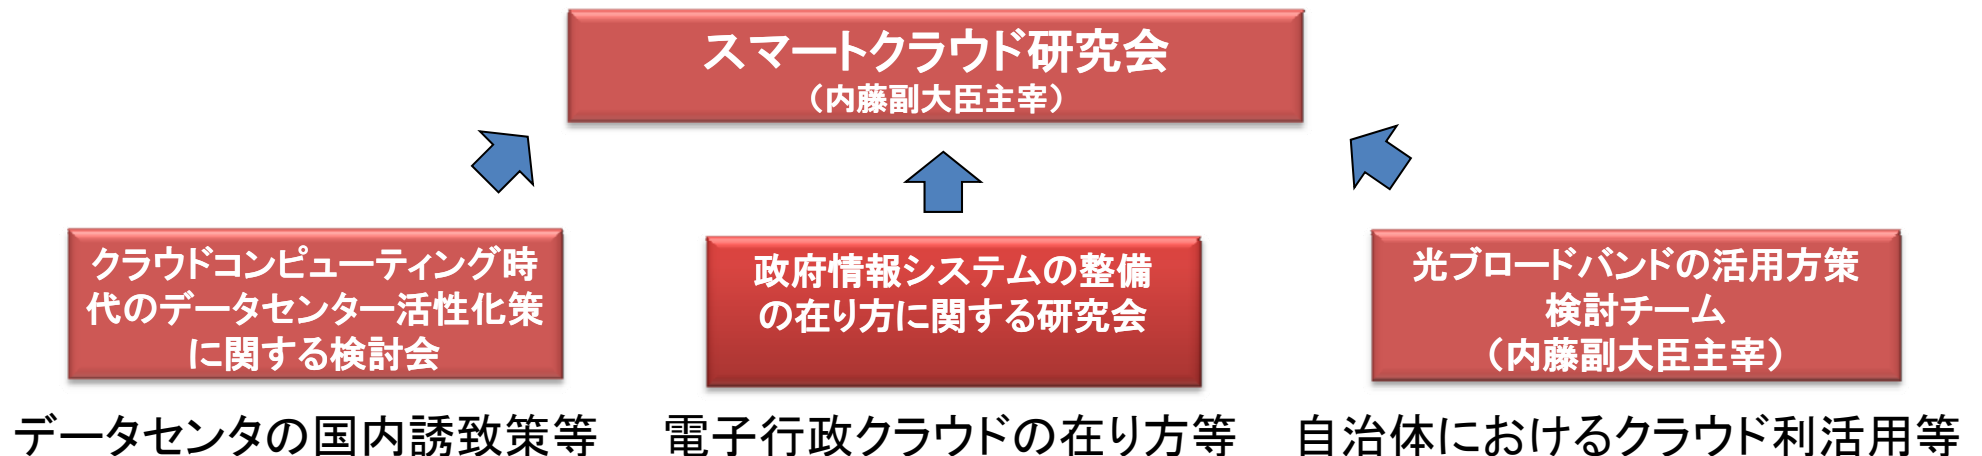 スマートクラウド研究会
（内藤副大臣主宰）
クラウドコンピューティング時
代のデータセンター活性化策
に関する検討会
政府情報システムの整備
の在り方に関する研究会
光ブロードバンドの活用方策
検討チーム
（内藤副大臣主宰）
データセンタの国内誘致策等
電子行政クラウドの在り方等
自治体におけるクラウド利活用等